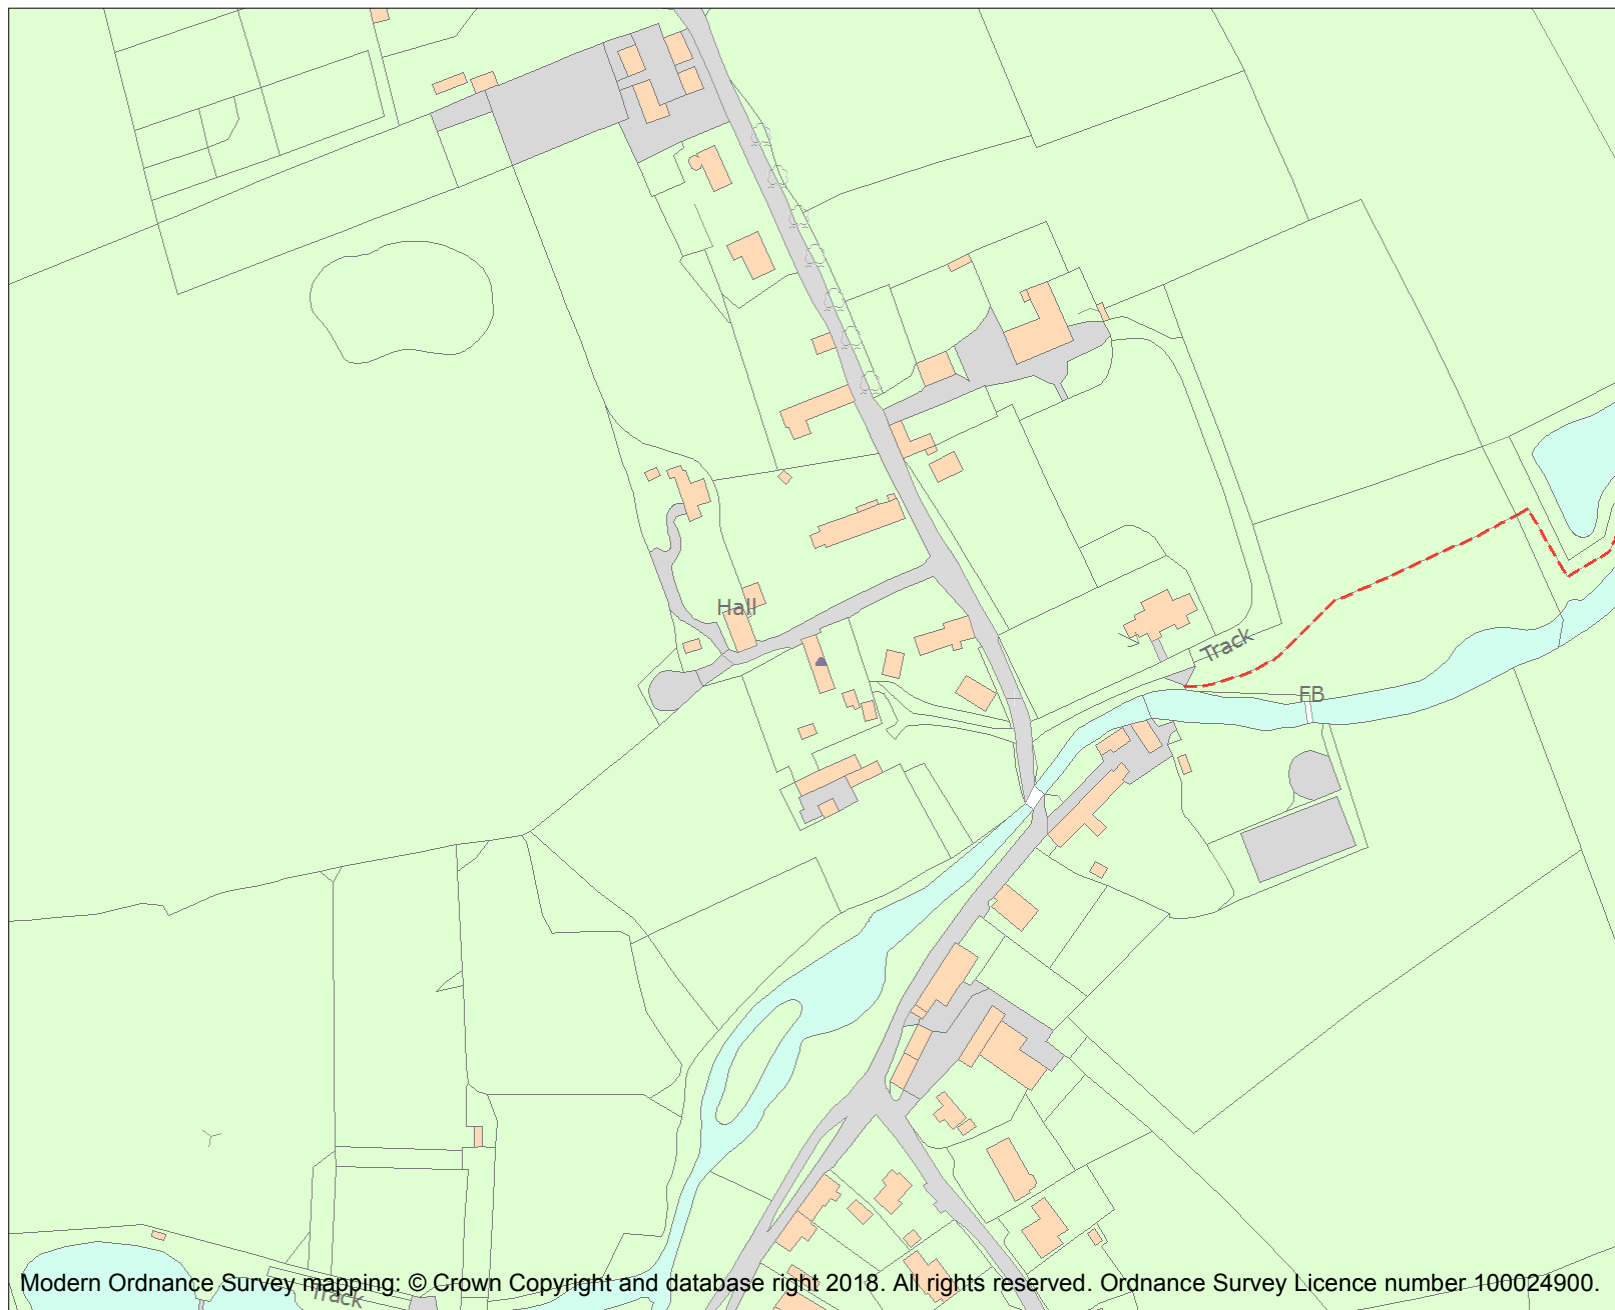 Hall
Track
FB
Modern Ordnance Survey mapping: © Crown Copyright and database right 2018. All rights reserved. Ordnance Survey Licence number 100024900.
Track